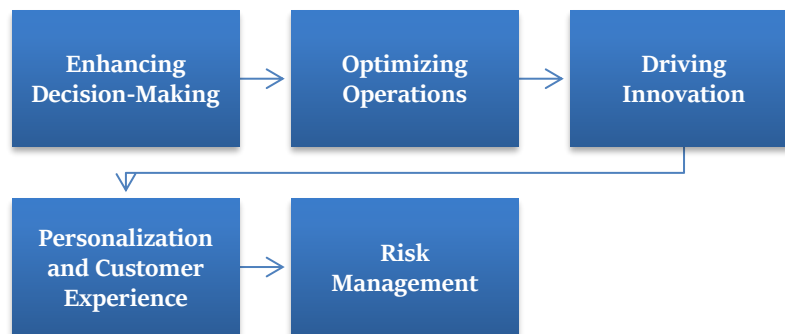 Enhancing
Decision-Making
Optimizing
Operations
Driving
Innovation
Personalization
and Customer
Experience
Risk
Management